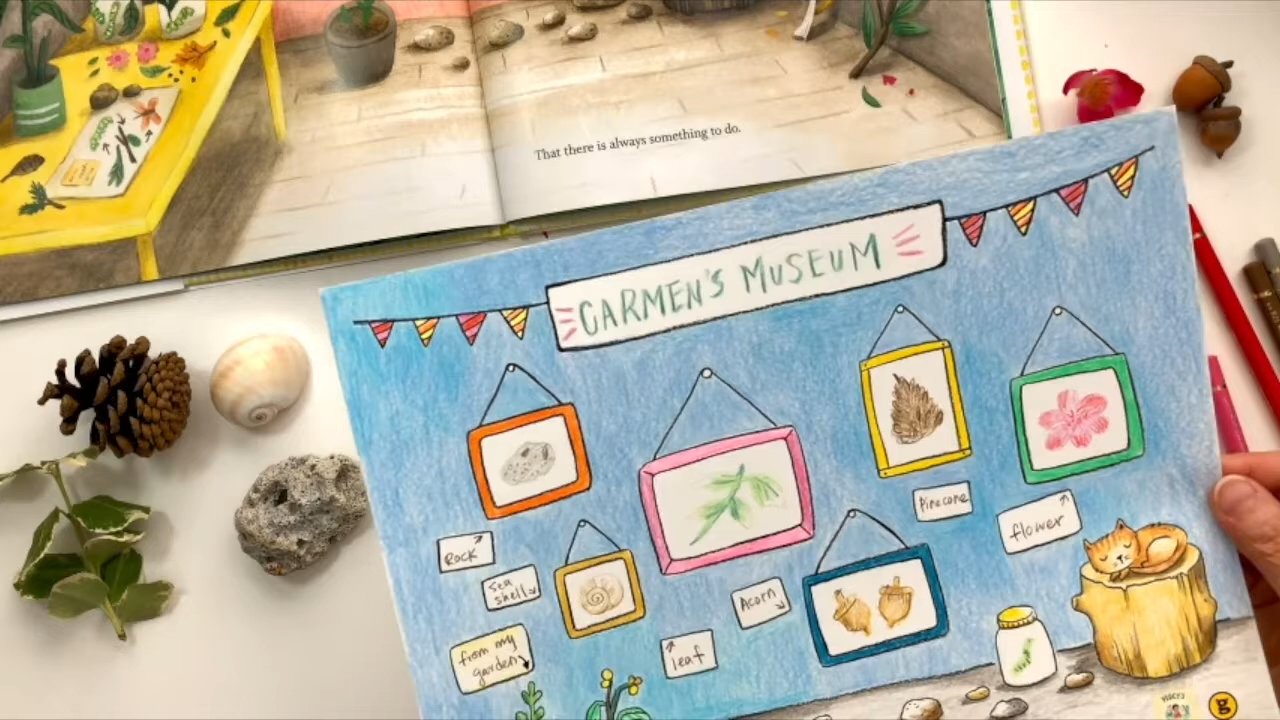 That there is always something to do.
CARMEN'S MUSEUM
Rock
Sea
shell
from my
garden
leaf
Acorn
Pinecone
flower
g